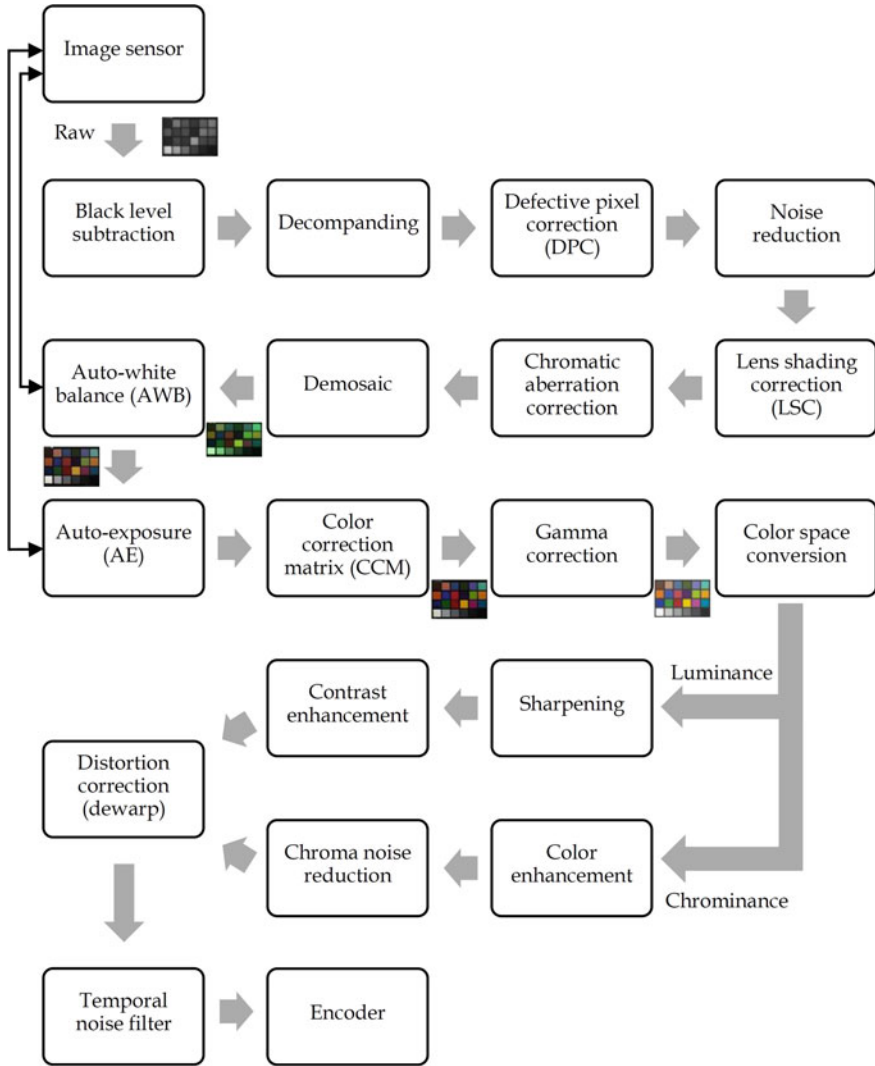 Image sensor
Raw
Black level
subtraction
Decompanding
Defective pixel
correction
(DPC)
Noise
reduction
Auto-white
balance (AWB)
Demosaic
Chromatic
aberration
correction
Lens shading
correction
(LSC)
Auto-exposure
(AE)
Color
correction
matrix (CCM)
Gamma
correction
Color space
conversion
Luminance
Contrast
enhancement
Sharpening
Distortion
correction
(dewarp)
Chroma noise
reduction
Color
enhancement
Chrominance
Temporal
noise filter
Encoder